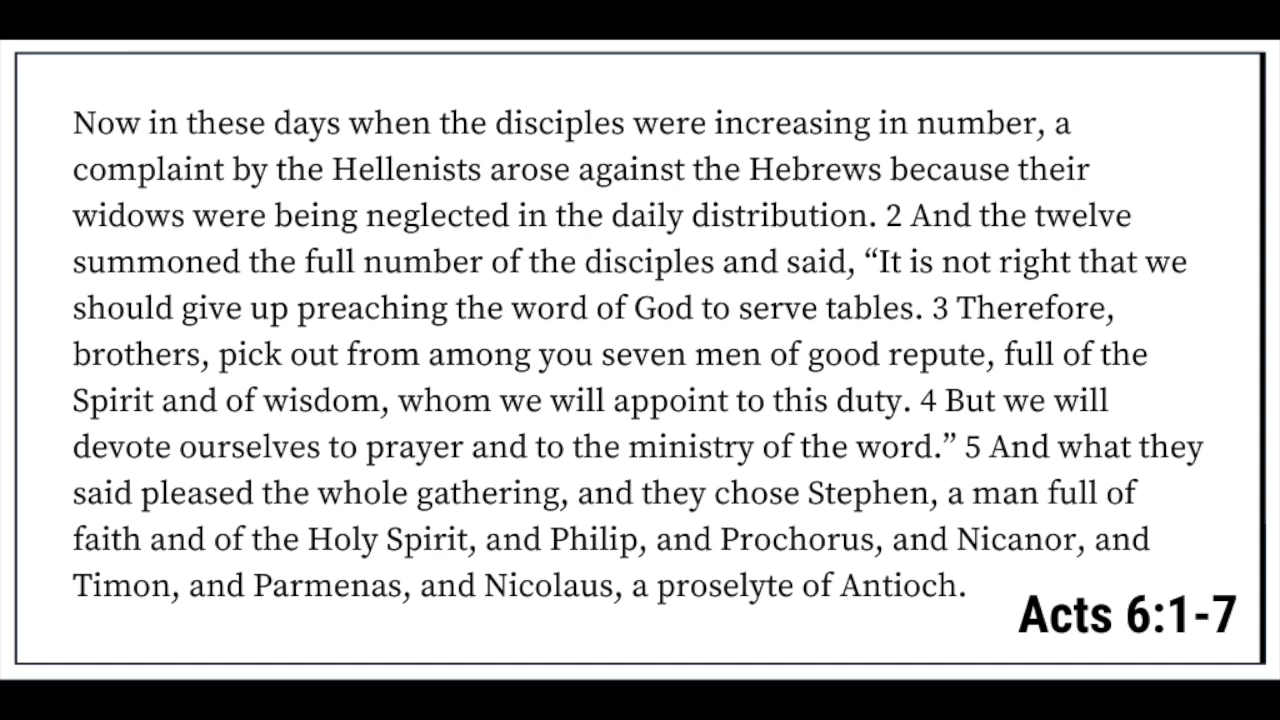 Now in these days when the disciples were increasing in number, a
complaint by the Hellenists arose against the Hebrews because their
widows were being neglected in the daily distribution. 2 And the twelve
summoned the full number of the disciples and said, “It is not right that we
should give up preaching the word of God to serve tables. 3 Therefore,
brothers, pick out from among you seven men of good repute, full of the
Spirit and of wisdom, whom we will appoint to this duty. 4 But we will
devote ourselves to prayer and to the ministry of the word.” 5 And what they
said pleased the whole gathering, and they chose Stephen, a man full of
faith and of the Holy Spirit, and Philip, and Prochorus, and Nicanor, and
Timon, and Parmenas, and Nicolaus, a proselyte of Antioch.
Acts 6:1-7